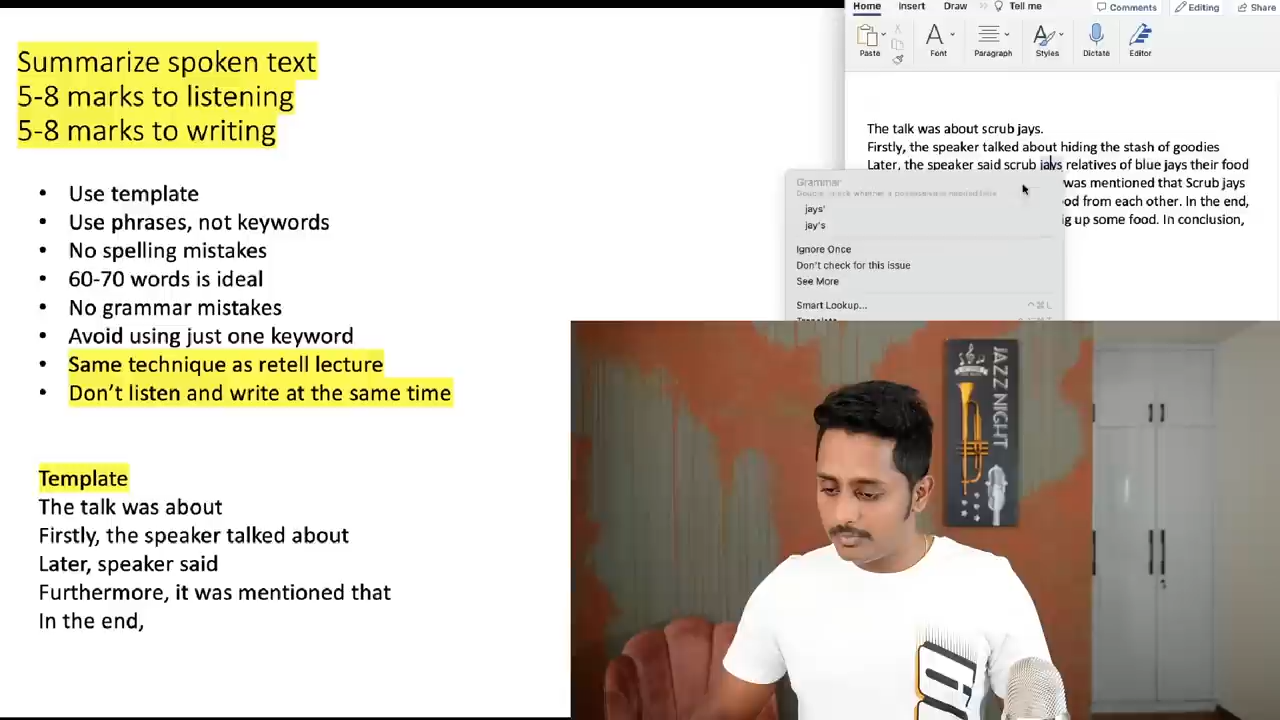 Summarize spoken text
5-8 marks to listening
5-8 marks to writing
• Use template
• Use phrases, not keywords
• No spelling mistakes
• 60-70 words is ideal
• No grammar mistakes
• Avoid using just one keyword
• Same technique as retell lecture
• Don’t listen and write at the same time
Template
The talk was about
Firstly, the speaker talked about
Later, speaker said
Furthermore, it was mentioned that
In the end,
Home Insert Draw Tell me Comments Editing Share
Paste Font Paragraph Styles Dictate Editor
The talk was about scrub jays.
Firstly, the speaker talked about hiding the stash of goodies
Later, the speaker said scrub jays relatives of blue jays their food
was mentioned that Scrub jays
od from each other. In the end,
ig up some food. In conclusion,
Grammar
jays'
jay's
Ignore Once
Don't check for this issue
See More
Smart Lookup...
JAZZ NIGHT